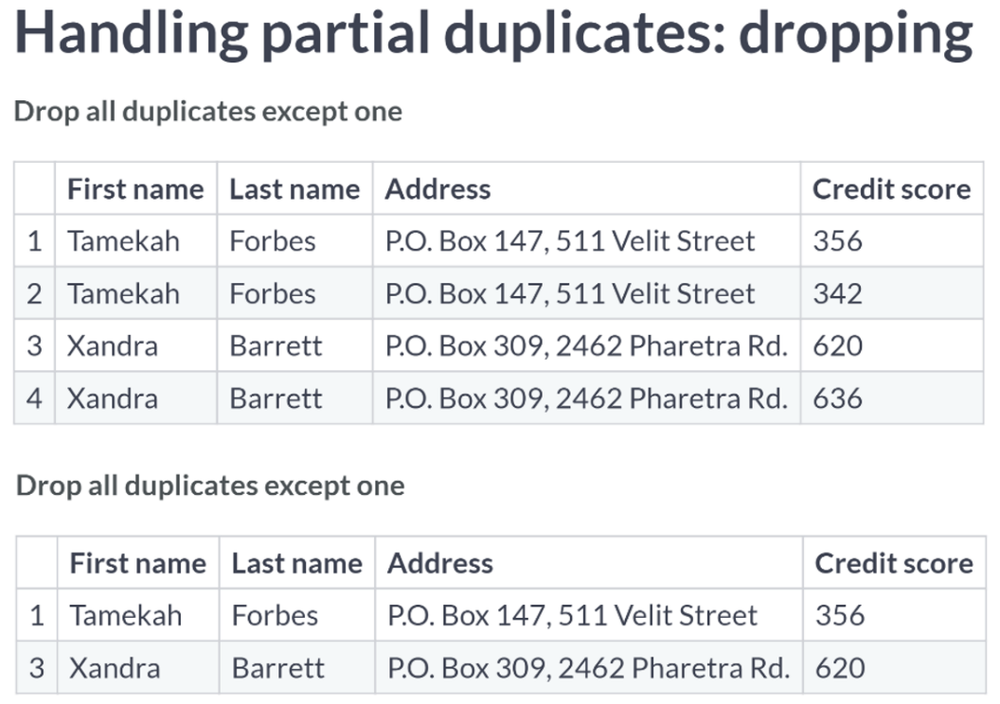 Handling partial duplicates: dropping
Drop all duplicates except one
First name Last name Address Credit score
1 Tamekah Forbes P.O. Box 147, 511 Velit Street 356
2 Tamekah Forbes P.O. Box 147, 511 Velit Street 342
3 Xandra Barrett P.O. Box 309, 2462 Pharetra Rd. 620
4 Xandra Barrett P.O. Box 309, 2462 Pharetra Rd. 636
Drop all duplicates except one
First name Last name Address Credit score
1 Tamekah Forbes P.O. Box 147, 511 Velit Street 356
3 Xandra Barrett P.O. Box 309, 2462 Pharetra Rd. 620